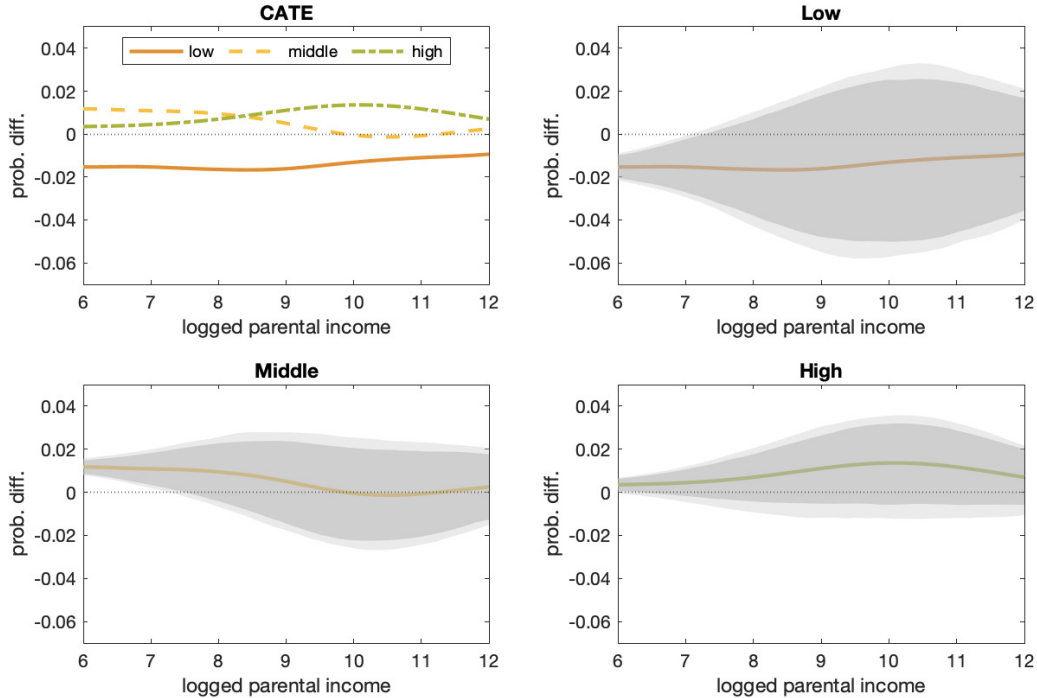 CATE
low middle high
0.04
0.02
0
-0.02
-0.04
-0.06
prob. diff.
6 7 8 9 10 11 12
logged parental income
Low
0.04
0.02
0
-0.02
-0.04
-0.06
prob. diff.
6 7 8 9 10 11 12
logged parental income
Middle
0.04
0.02
0
-0.02
-0.04
-0.06
prob. diff.
6 7 8 9 10 11 12
logged parental income
High
0.04
0.02
0
-0.02
-0.04
-0.06
prob. diff.
6 7 8 9 10 11 12
logged parental income